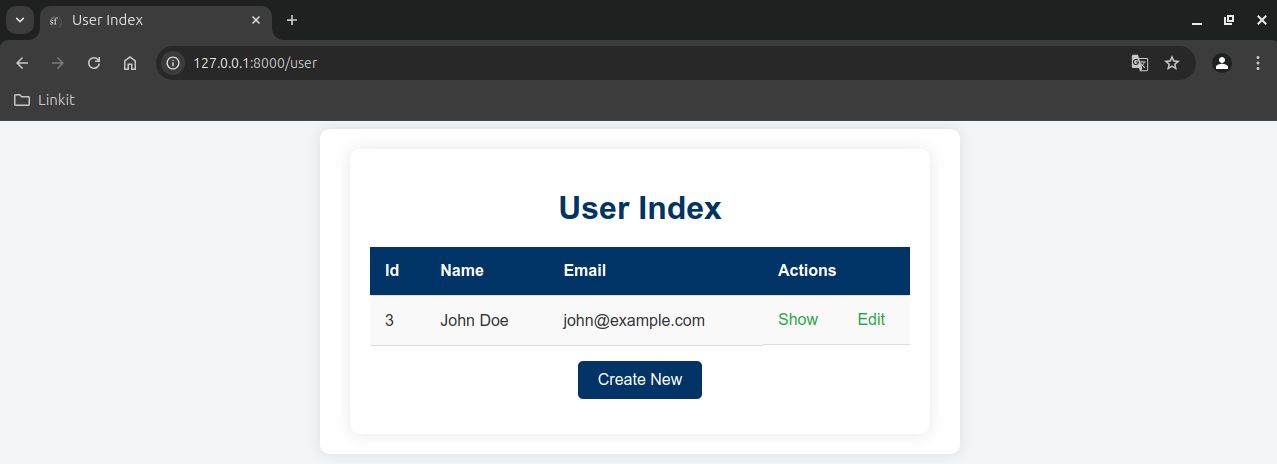 User Index
127.0.0.1:8000/user
Linkit
User Index
Id Name Email Actions
3 John Doe john@example.com Show Edit
Create New